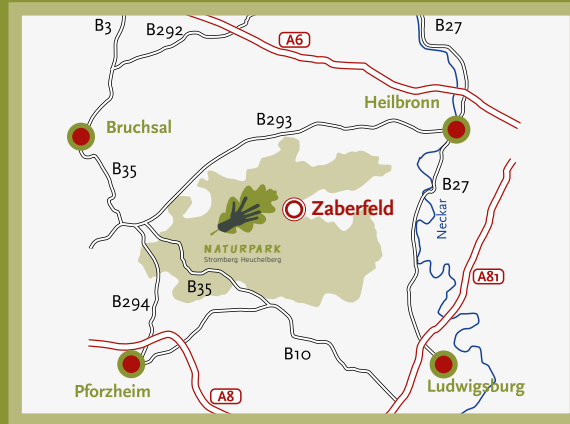 B3
B292
B27
A6
Heilbronn
Bruchsal
B293
B35
B27
Zaberfeld
Neckar
NATURPARK
Stromberg Heuchelberg
A81
B35
B294
B10
Pforzheim
A8
Ludwigsburg